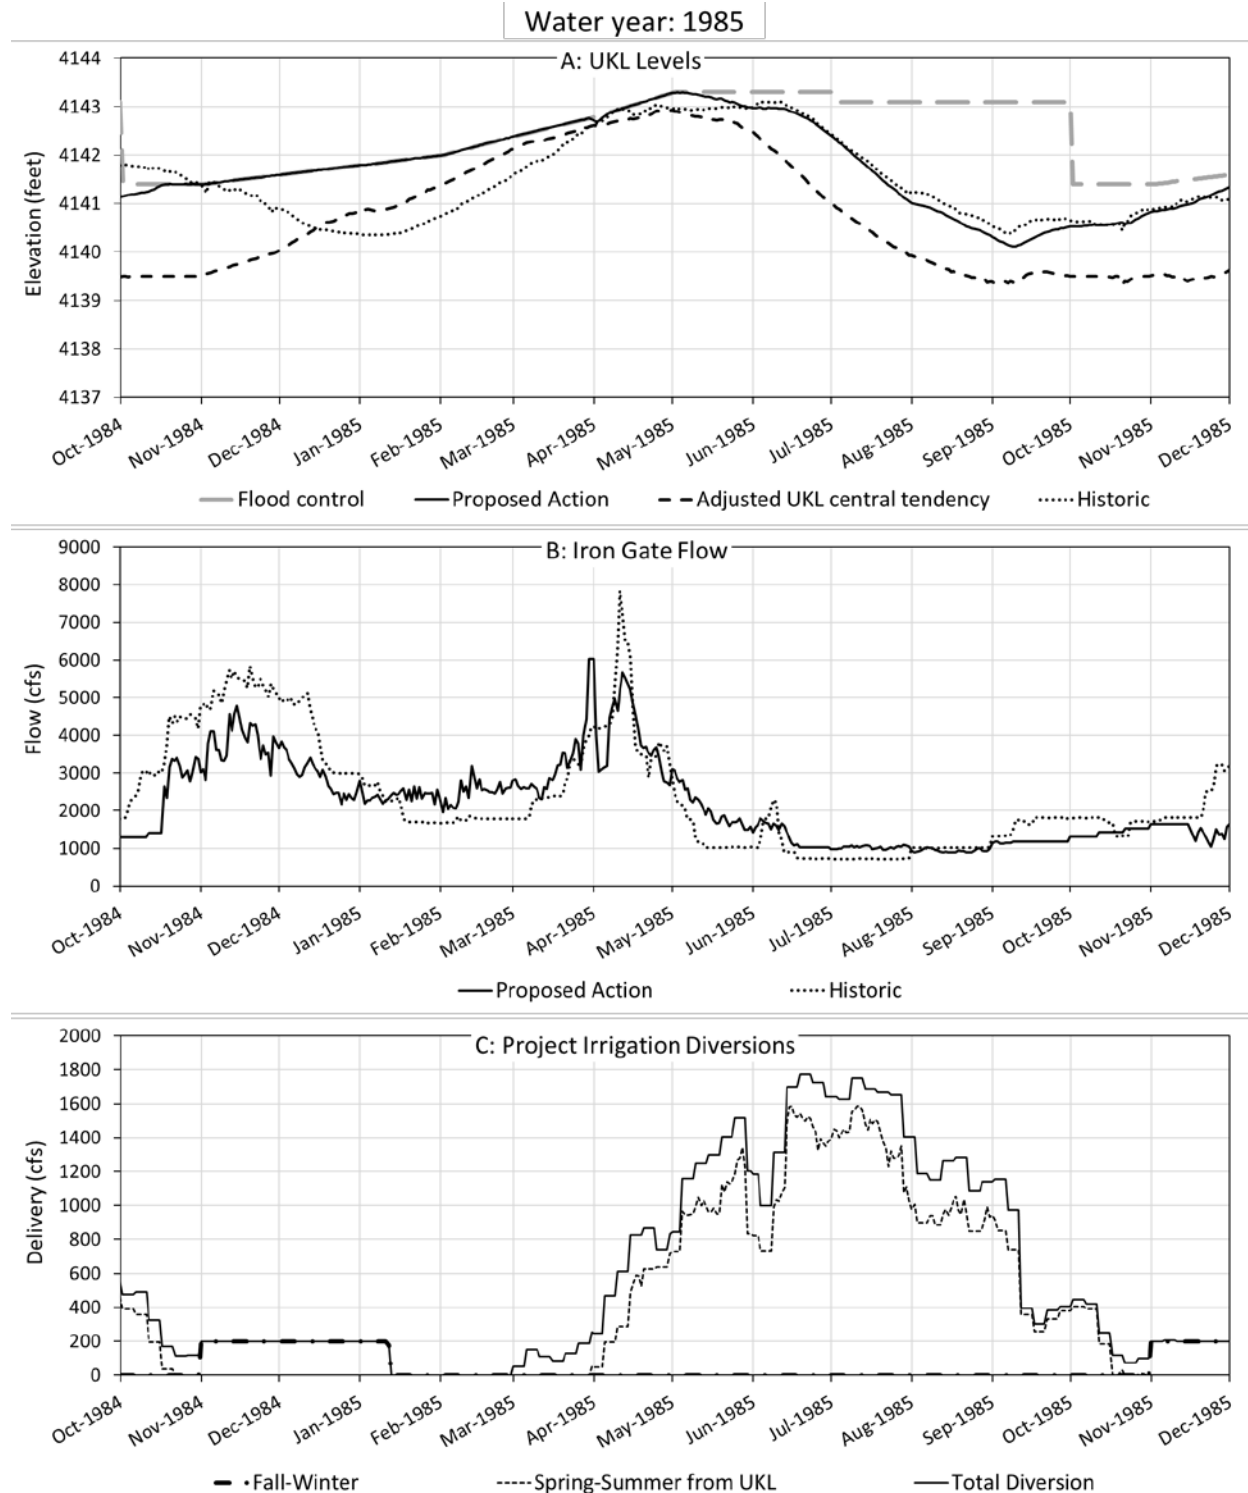 Water year: 1985
A: UKL Levels
Elevation (feet)
4144
4143
4142
4141
4140
4139
4138
4137
Oct-1984 Nov-1984 Dec-1984 Jan-1985 Feb-1985 Mar-1985 Apr-1985 May-1985 Jun-1985 Jul-1985 Aug-1985 Sep-1985 Oct-1985 Nov-1985 Dec-1985
Flood control Proposed Action Adjusted UKL central tendency Historic
B: Iron Gate Flow
Flow (cfs)
9000
8000
7000
6000
5000
4000
3000
2000
1000
0
Oct-1984 Nov-1984 Dec-1984 Jan-1985 Feb-1985 Mar-1985 Apr-1985 May-1985 Jun-1985 Jul-1985 Aug-1985 Sep-1985 Oct-1985 Nov-1985 Dec-1985
Proposed Action Historic
C: Project Irrigation Diversions
Delivery (cfs)
2000
1800
1600
1400
1200
1000
800
600
400
200
0
Oct-1984 Nov-1984 Dec-1984 Jan-1985 Feb-1985 Mar-1985 Apr-1985 May-1985 Jun-1985 Jul-1985 Aug-1985 Sep-1985 Oct-1985 Nov-1985 Dec-1985
Fall-Winter Spring-Summer from UKL Total Diversion